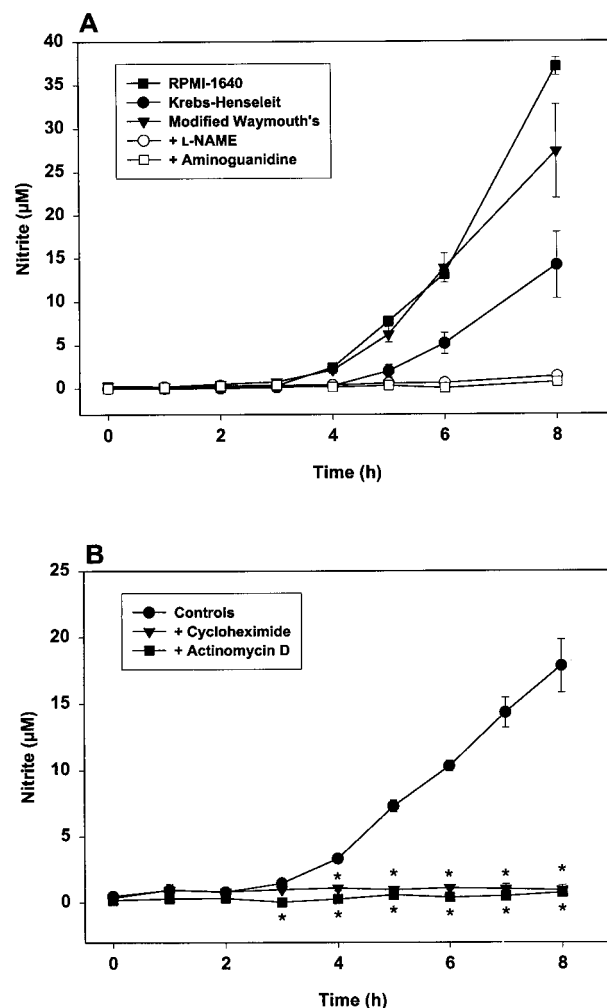 A
40
35
30
25
20
15
10
5
0
Nitrite (µM)
RPMI-1640
Krebs-Henseleit
Modified Waymouth's
+ L-NAME
+ Aminoguanidine
0 2 4 6 8
Time (h)
B
25
20
15
10
5
0
Nitrite (µM)
Controls
+ Cycloheximide
+ Actinomycin D
* * * * *
* * * * * *
0 2 4 6 8
Time (h)